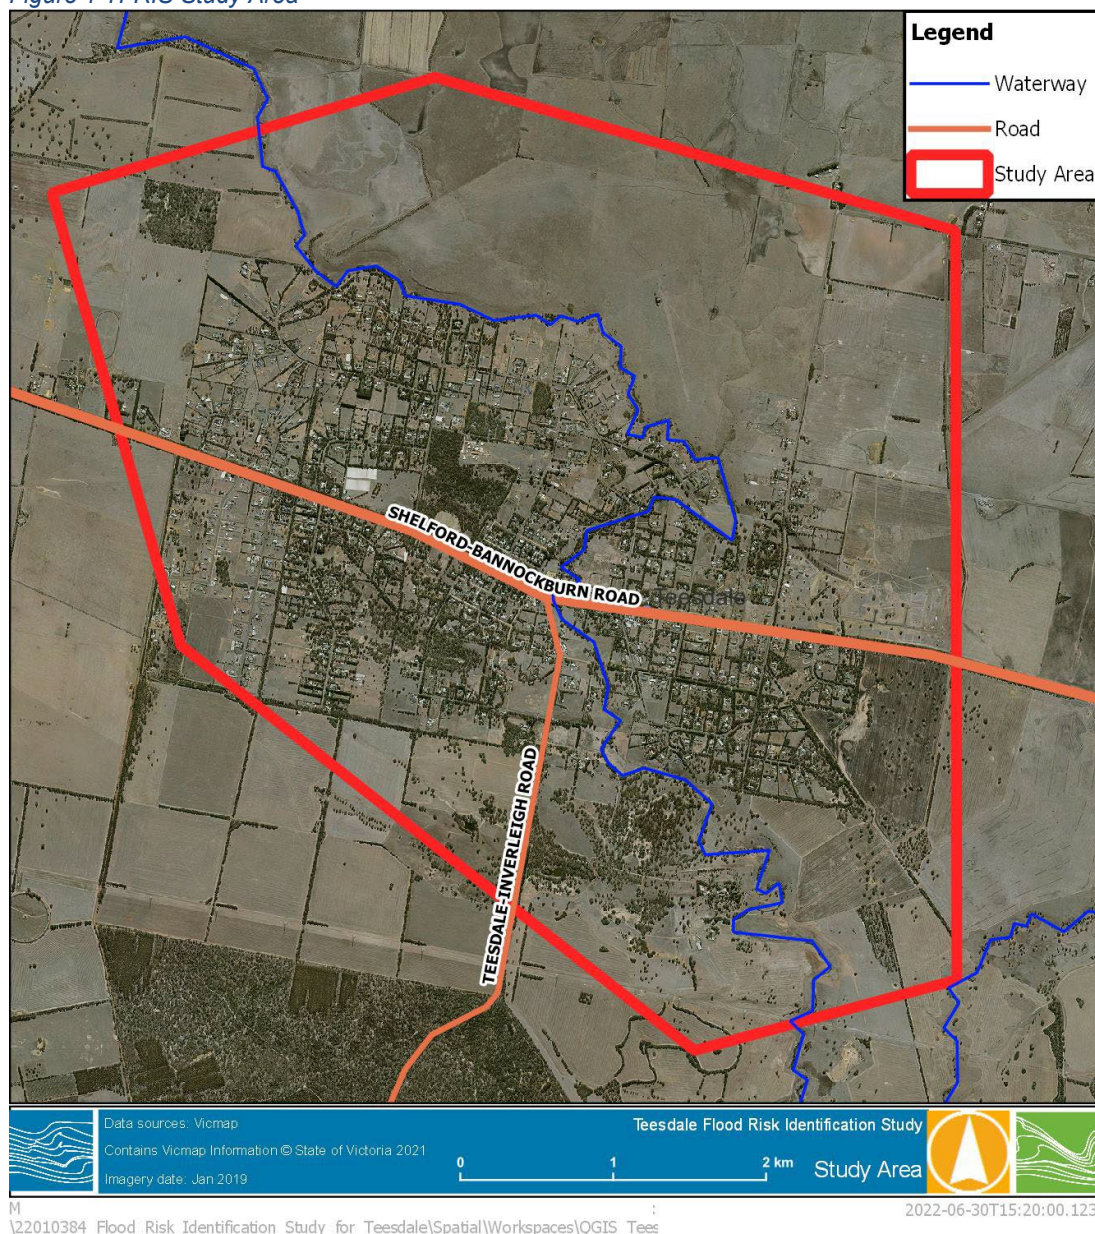 Legend
Waterway
Road
Study Area
SHELFORD-BANNOCKBURN ROAD
Teesdale
TEESDALE-INVERLEIGH ROAD
Data sources: Vicmap
Contains Vicmap Information © State of Victoria 2021
Imagery date: Jan 2019
Teesdale Flood Risk Identification Study
0 1 2 km
Study Area
M : 2022-06-30T15:20:00.123
\22010384_Flood_Risk_Identification_Study_for_Teesdale\Spatial\Workspaces\QGIS_Tees